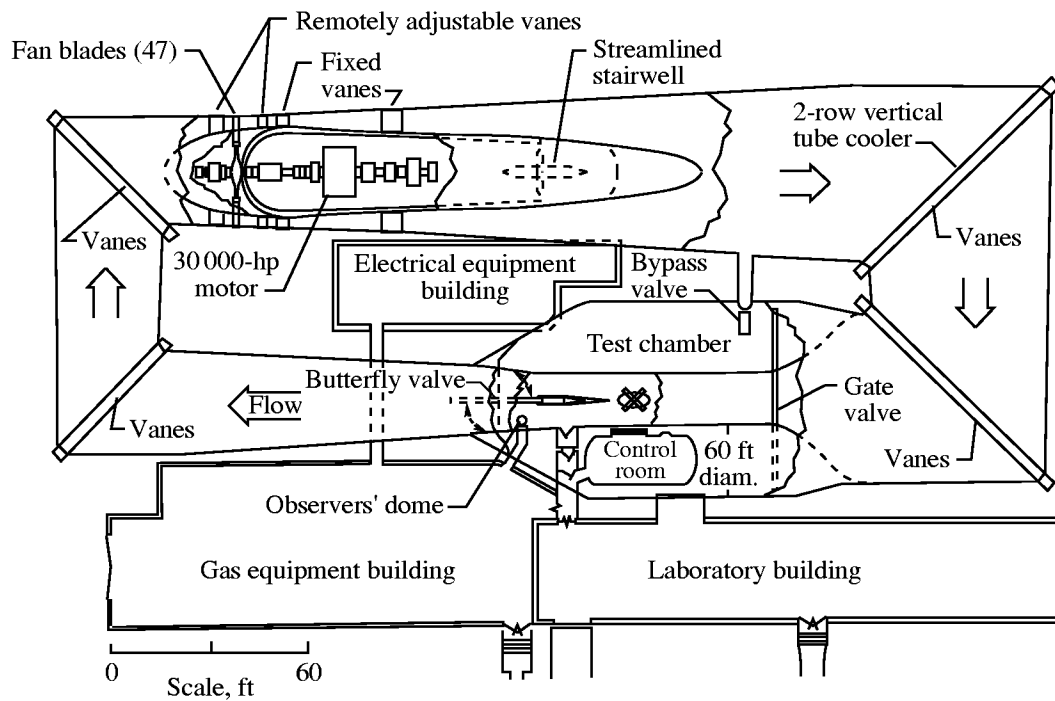 Remotely adjustable vanes
Fan blades (47)
Fixed
vanes
Streamlined
stairwell
2-row vertical
tube cooler
Vanes
30 000-hp
motor
Electrical equipment
building
Bypass
valve
Vanes
Test chamber
Butterfly valve
Flow
Gate
valve
Vanes
Control
room
60 ft
diam.
Vanes
Observers' dome
Gas equipment building
Laboratory building
0
60
Scale, ft